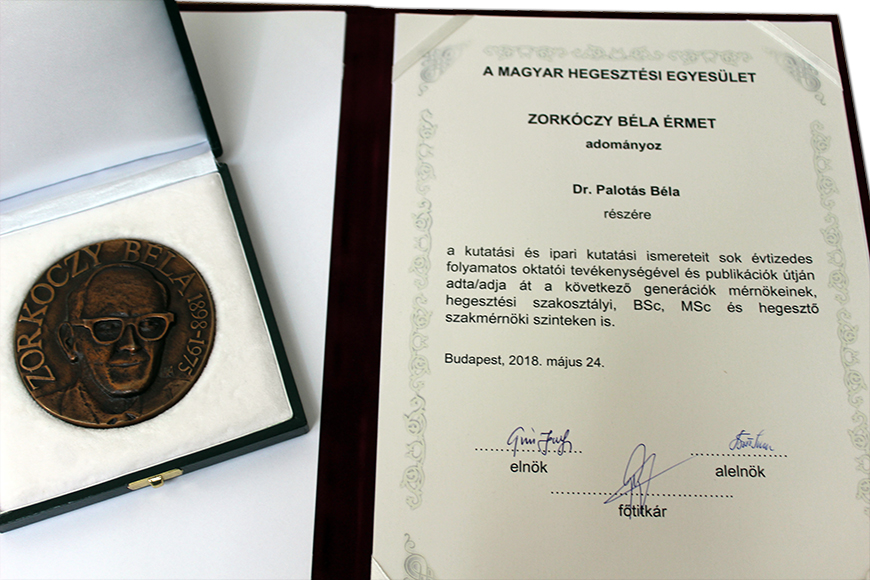 ZORKÓCZY BÉLA 1898-1975
A MAGYAR HEGESZTÉSI EGYESÜLET
ZORKÓCZY BÉLA ÉRMET
adományoz
Dr. Palotás Béla
részére
a kutatási és ipari kutatási ismereteit sok évtizedes
folyamatos oktatói tevékenységével és publikációk útján
adta/adja át a következő generációk mérnökeinek,
hegesztési szakosztályi, BSc, MSc és hegesztő
szakmérnöki szinteken is.
Budapest, 2018. május 24.
elnök
alelnök
főtitkár